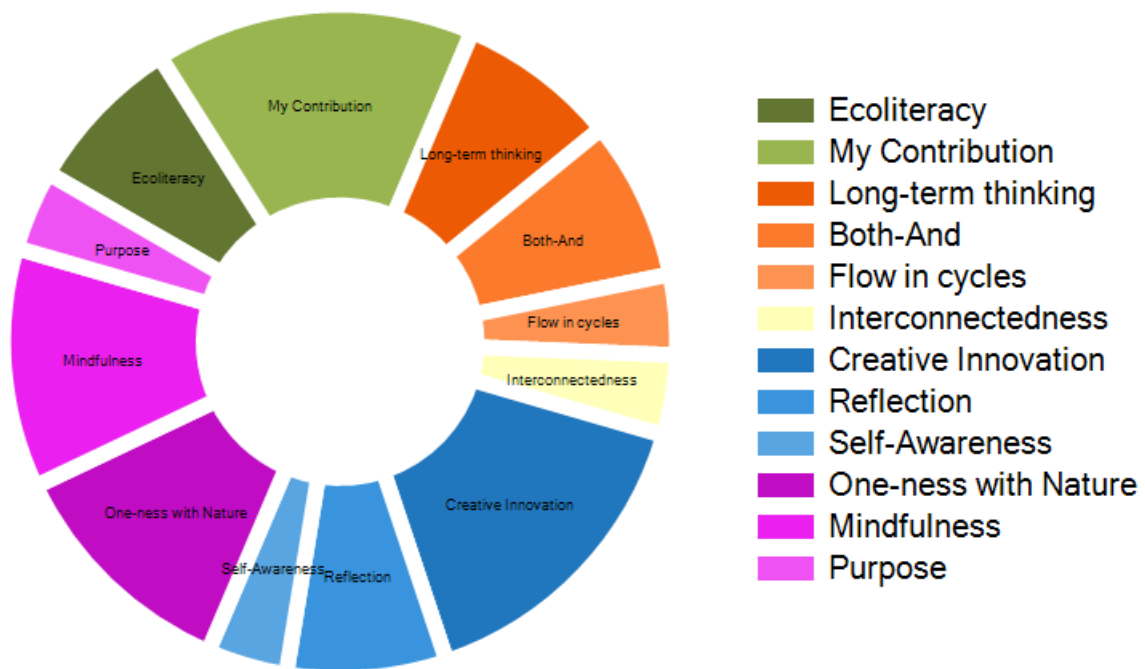 My Contribution
Long-term thinking
Ecoliteracy
Both-And
Purpose
Flow in cycles
Mindfulness
Interconnectedness
Creative Innovation
One-ness with Nature
Self-Awareness
Reflection
Ecoliteracy
My Contribution
Long-term thinking
Both-And
Flow in cycles
Interconnectedness
Creative Innovation
Reflection
Self-Awareness
One-ness with Nature
Mindfulness
Purpose